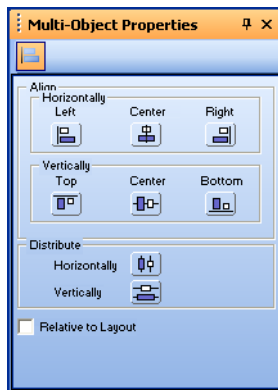 Multi-Object Properties
Align
Horizontally
Left Center Right
Vertically
Top Center Bottom
Distribute
Horizontally
Vertically
Relative to Layout